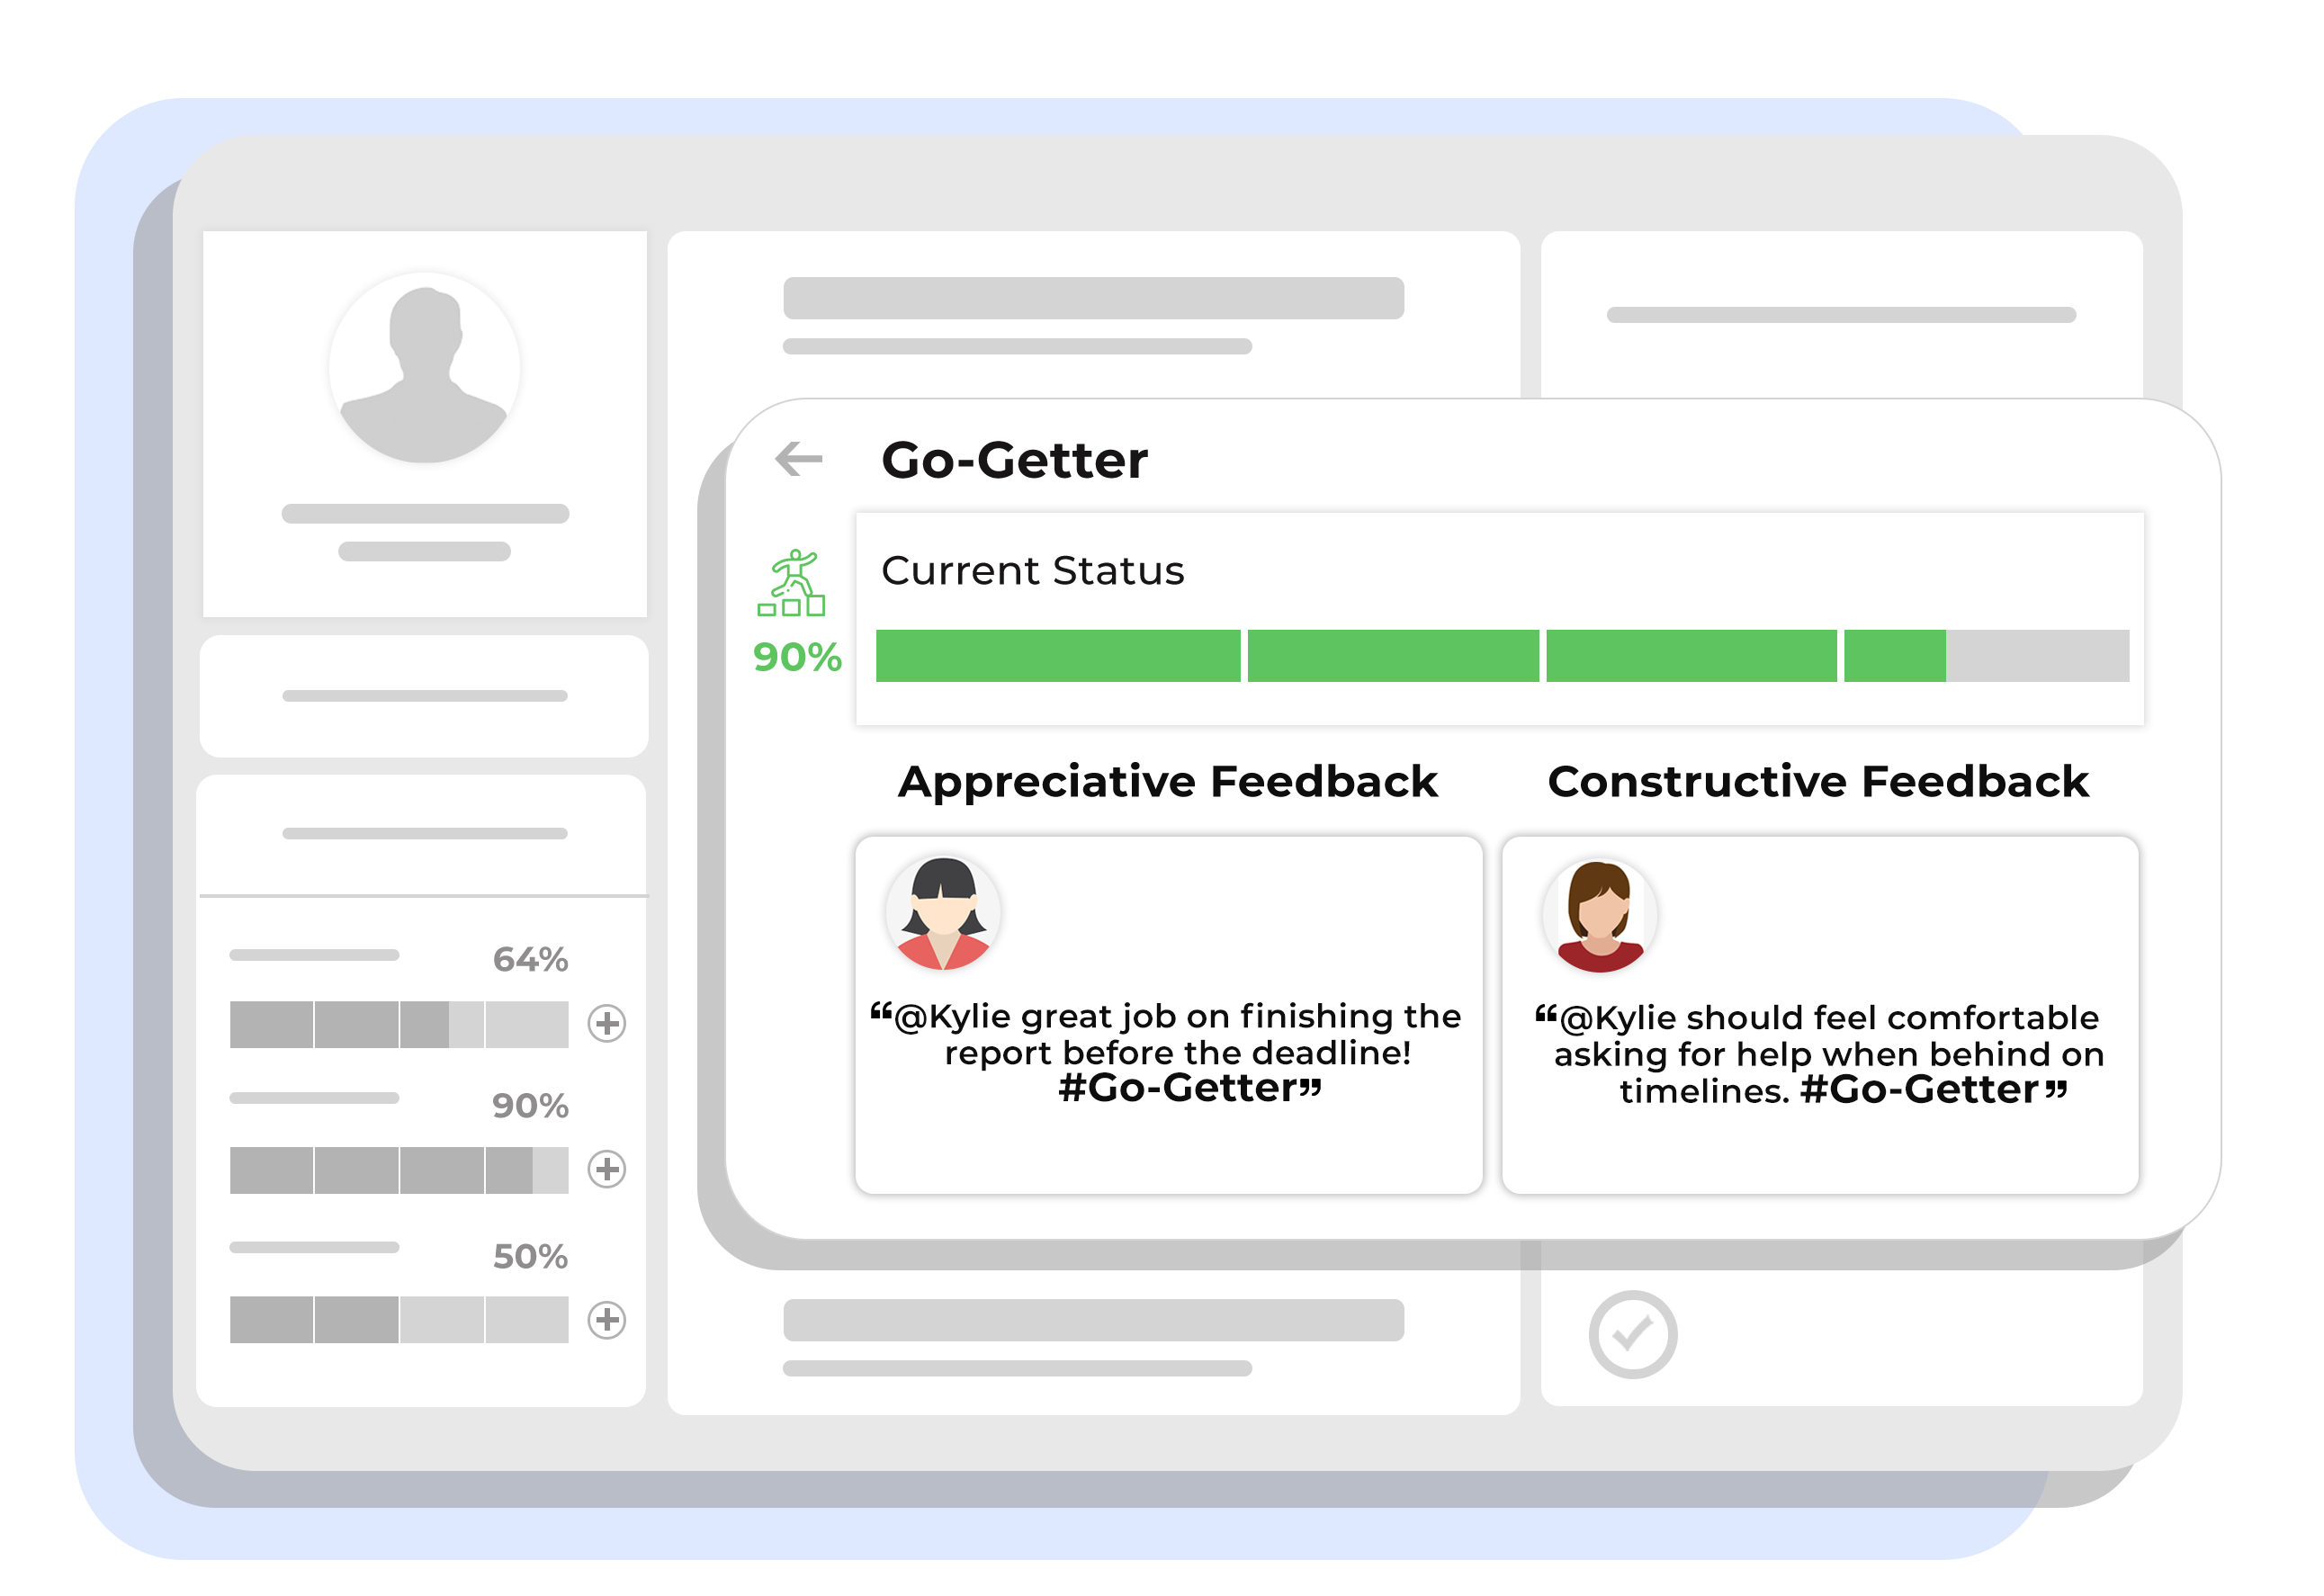 Go-Getter
Current Status
90%
Appreciative Feedback
Constructive Feedback
“@Kylie great job on finishing the
report before the deadline!
#Go-Getter”
“@Kylie should feel comfortable
asking for help when behind on
timelines. #Go-Getter”
64%
90%
50%